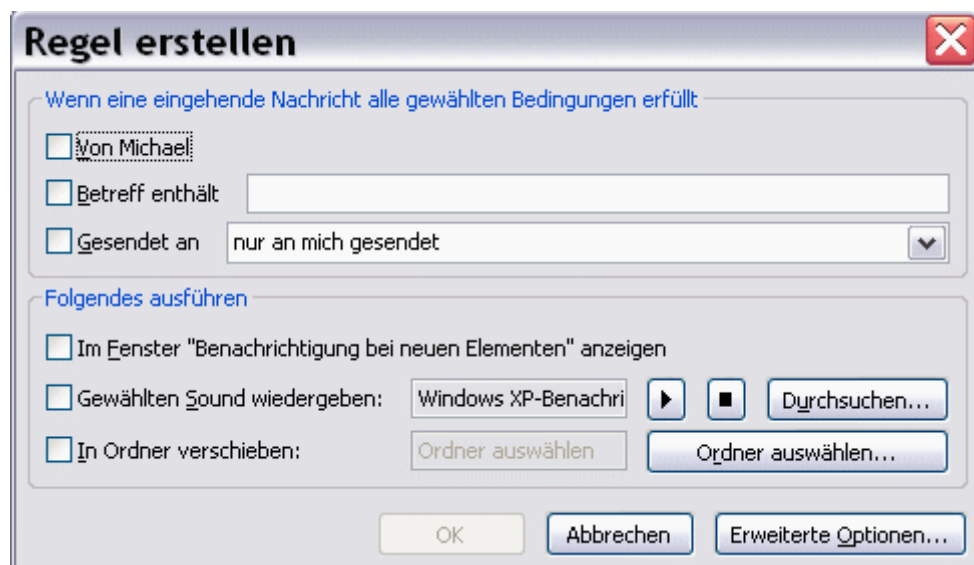 Regel erstellen
Wenn eine eingehende Nachricht alle gewählten Bedingungen erfüllt
Von Michael
Betreff enthält
Gesendet an nur an mich gesendet
Folgendes ausführen
Im Fenster "Benachrichtigung bei neuen Elementen" anzeigen
Gewählten Sound wiedergeben: Windows XP-Benachri Durchsuchen...
In Ordner verschieben: Ordner auswählen Ordner auswählen...
OK Abbrechen Erweiterte Optionen...